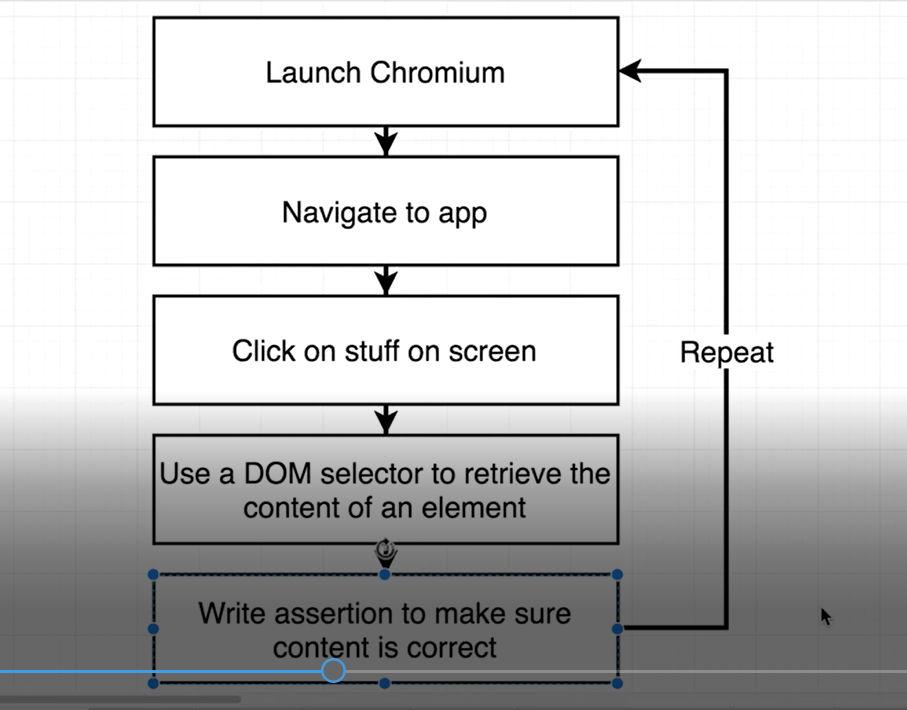 Launch Chromium
Navigate to app
Click on stuff on screen
Repeat
Use a DOM selector to retrieve the
content of an element
Write assertion to make sure
content is correct